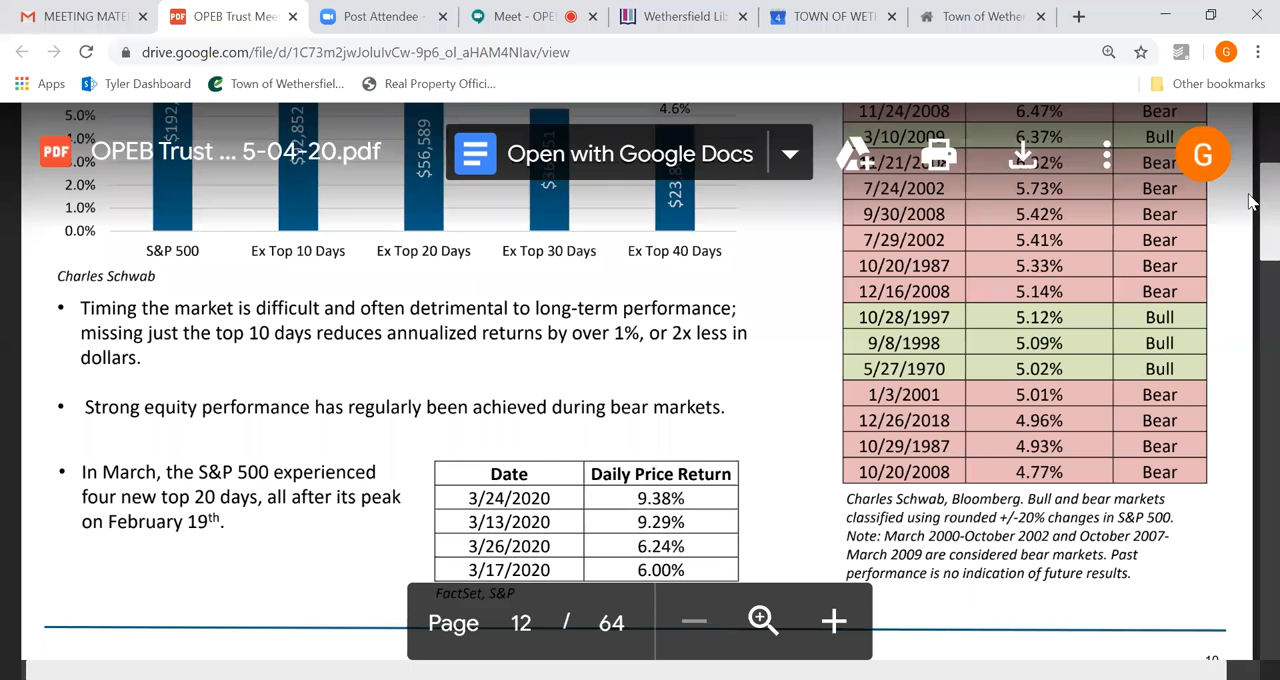 MEETING MATE
OPEB Trust Mee
Post Attendee -
Meet - OPE
Wethersfield Lib
TOWN OF WETH
Town of Wether
drive.google.com/file/d/1C73m2jwJoluIvCw-9p6_ol_aHAM4NIav/view
G
Apps
Tyler Dashboard
Town of Wethersfiel...
Real Property Offici...
Other bookmarks
PDF
OPEB Trust ... 5-04-20.pdf
Open with Google Docs
G
5.0%
4.0%
3.0%
2.0%
1.0%
0.0%
$192,
$56,589
$23
4.6%
S&P 500
Ex Top 10 Days
Ex Top 20 Days
Ex Top 30 Days
Ex Top 40 Days
Charles Schwab
11/24/2008 6.47% Bear
3/10/2009 6.37% Bull
Bear
7/24/2002 5.73% Bear
9/30/2008 5.42% Bear
7/29/2002 5.41% Bear
10/20/1987 5.33% Bear
12/16/2008 5.14% Bear
10/28/1997 5.12% Bull
9/8/1998 5.09% Bull
5/27/1970 5.02% Bull
1/3/2001 5.01% Bear
12/26/2018 4.96% Bear
10/29/1987 4.93% Bear
10/20/2008 4.77% Bear
• Timing the market is difficult and often detrimental to long-term performance;
missing just the top 10 days reduces annualized returns by over 1%, or 2x less in
dollars.
• Strong equity performance has regularly been achieved during bear markets.
• In March, the S&P 500 experienced
four new top 20 days, all after its peak
on February 19th.
Date Daily Price Return
3/24/2020 9.38%
3/13/2020 9.29%
3/26/2020 6.24%
3/17/2020 6.00%
FactSet, S&P
Charles Schwab, Bloomberg. Bull and bear markets
classified using rounded +/-20% changes in S&P 500.
Note: March 2000-October 2002 and October 2007-
March 2009 are considered bear markets. Past
performance is no indication of future results.
Page 12 / 64